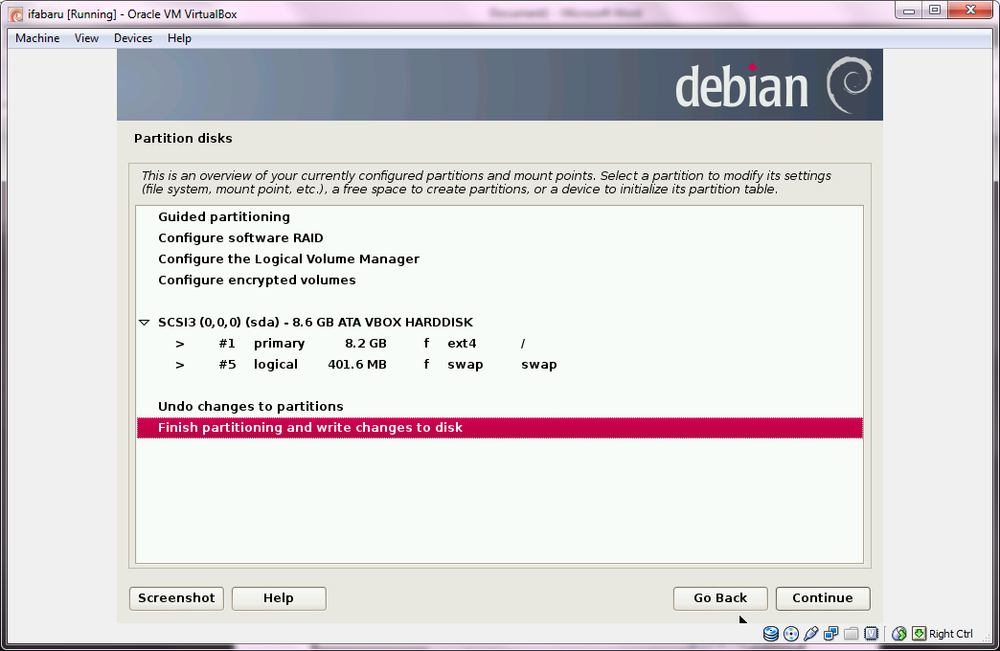 ifabaru [Running] - Oracle VM VirtualBox
Machine View Devices Help
debian
Partition disks
This is an overview of your currently configured partitions and mount points. Select a partition to modify its settings
(file system, mount point, etc.), a free space to create partitions, or a device to initialize its partition table.
Guided partitioning
Configure software RAID
Configure the Logical Volume Manager
Configure encrypted volumes
SCSI3 (0,0,0) (sda) - 8.6 GB ATA VBOX HARDDISK
> #1 primary 8.2 GB f ext4 /
> #5 logical 401.6 MB f swap swap
Undo changes to partitions
Finish partitioning and write changes to disk
Screenshot Help Go Back Continue
Right Ctrl